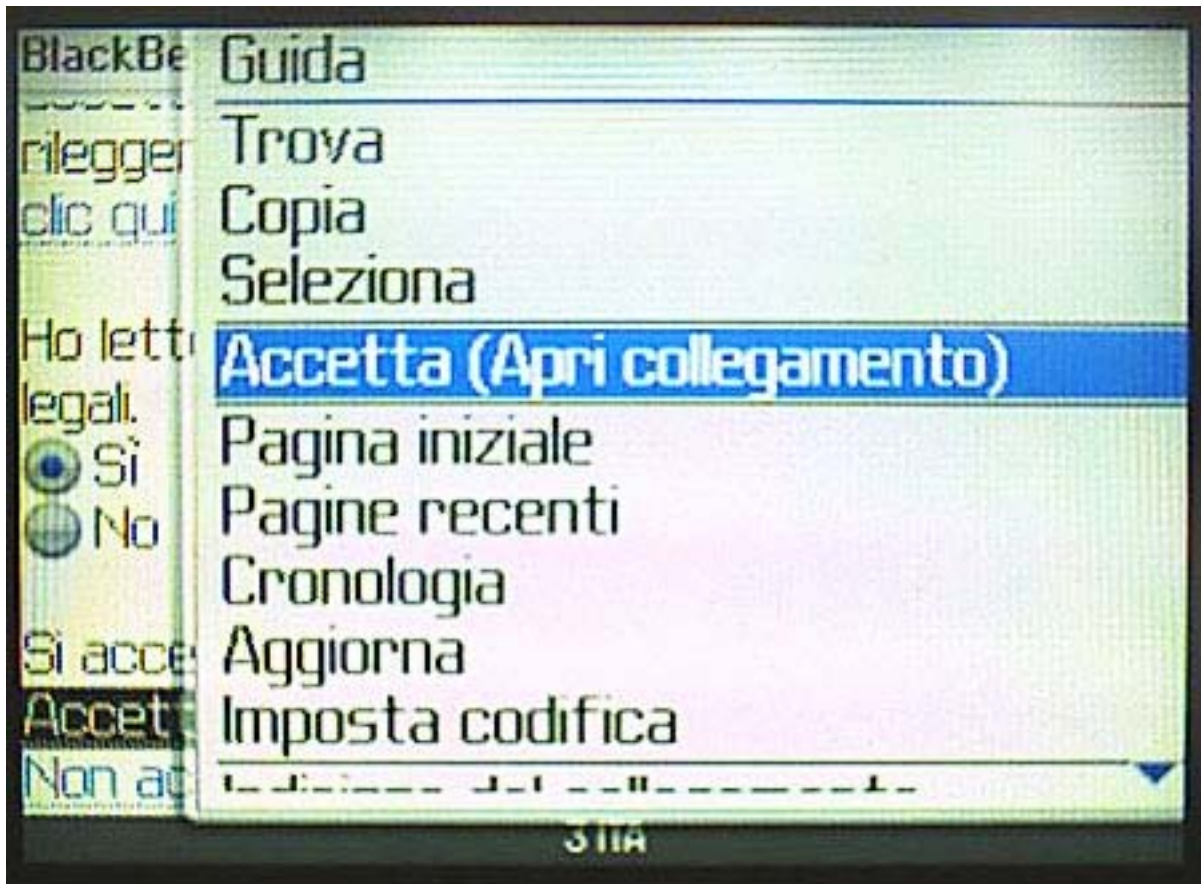 Guida
Trova
Copia
Seleziona
Accetta (Apri collegamento)
Pagina iniziale
Pagine recenti
Cronologia
Aggiorna
Imposta codifica
BlackBe
rilegger
clic qui
Ho lett
legali.
Sì
No
Si acce
Accet
Non ac